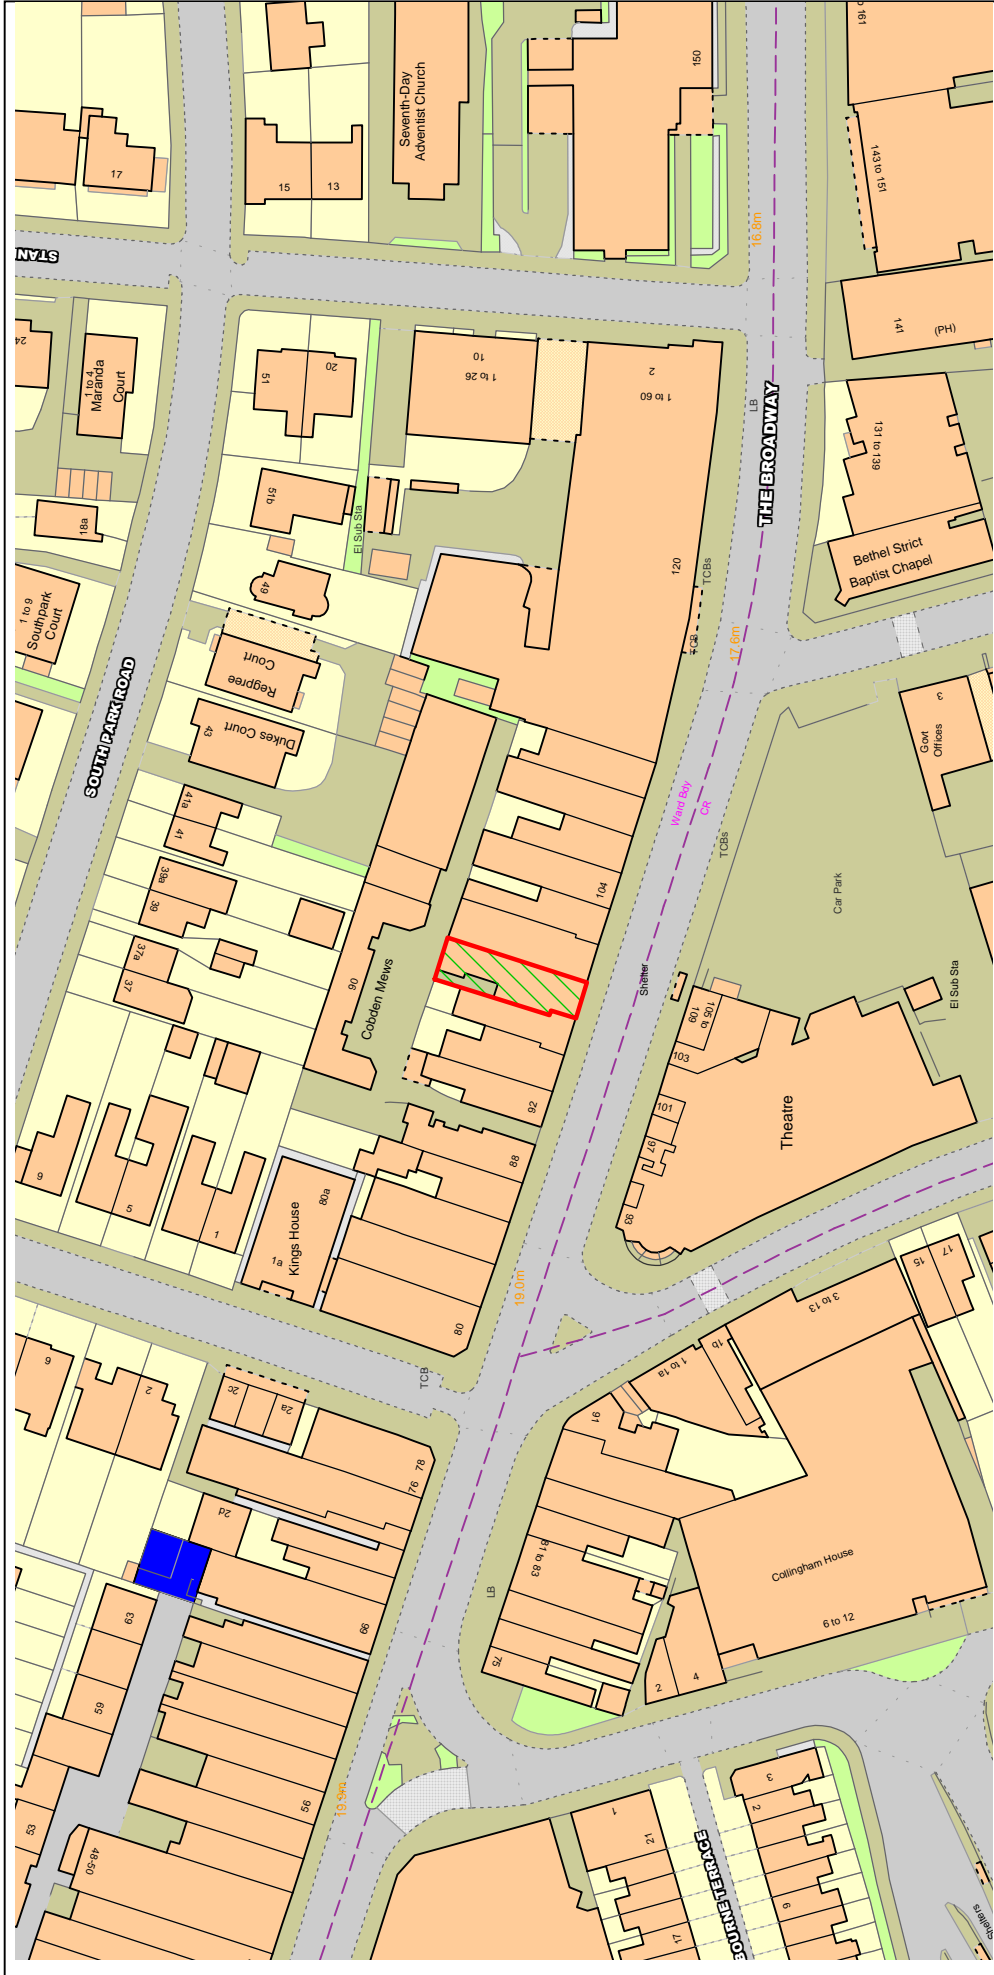 161
150
Seventh-Day
Adventist Church
143 to 151
17
15
13
16.8m
STAN
141
(PH)
24
1 to 4
Maranda
Court
51
20
10
1 to 26
2
1 to 60
LB
THE BROADWAY
131 to
139
18a
51b
El Sub Sta
Bethel Strict
Baptist Chapel
120
TCBs
49
1 to 9
Southpark
Court
TCB
17.6m
Regpree
Court
SOUTH PARK ROAD
43
Dukes Court
3
Govt
Offices
41a
41
Ward Bdy
CR
TCBs
39a
39
104
Car Park
37a
37
90
Cobden Mews
Shelter
El Sub Sta
105 to
109
103
101
97
Theatre
92
88
93
9
5
1
80a
Kings House
1a
19.0m
80
3 to 13
15
17
1b
1 to 1a
TCB
6
2
2c
2a
91
78
76
2d
81 to 83
Collingham House
LB
63
66
6 to 12
59
75
2
4
56
19.9m
53
48-50
1
21
17
BOURNE TERRACE
3
2
9
Shelters